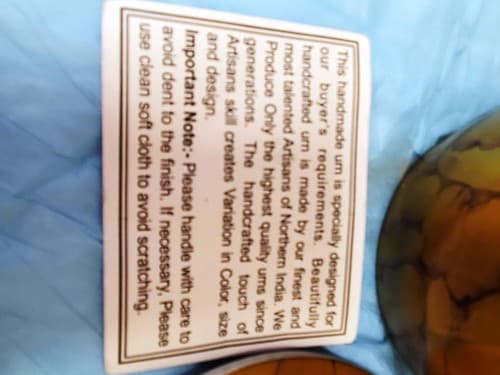 This handmade urn is specially designed for
our buyer's requirements. Beautifully
handcrafted urn is made by our finest and
most talented Artisans of Northern India. We
Produce Only the highest quality urns since
generations. The handcrafted touch of
Artisans skill creates Variation in Color, size
and design.
Important Note:- Please handle with care to
avoid dent to the finish. If necessary, Please
use clean soft cloth to avoid scratching.